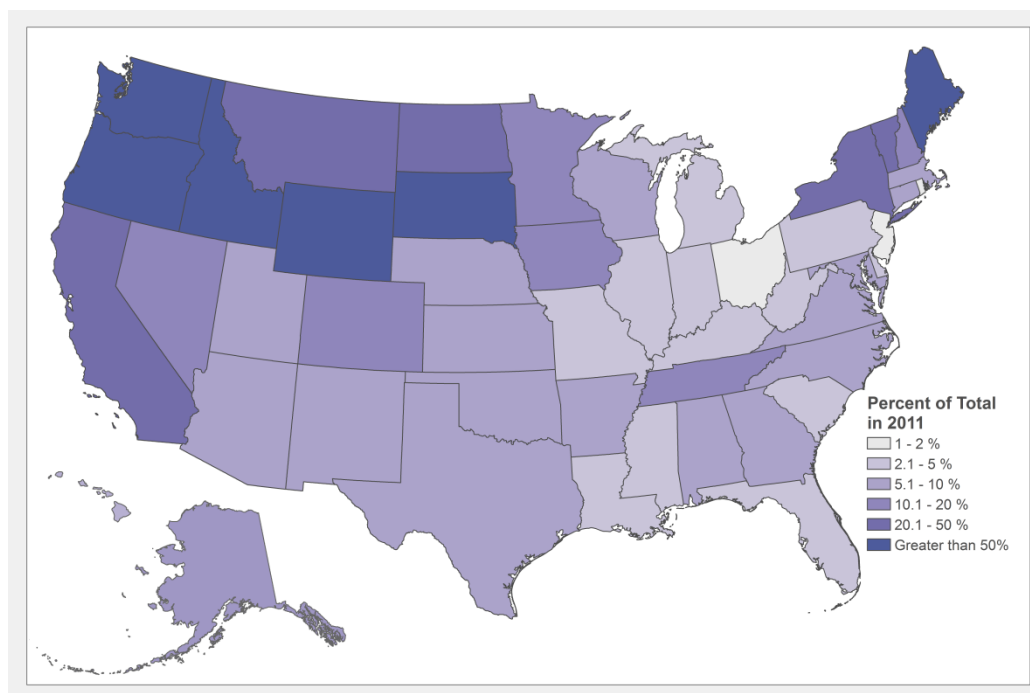 Percent of Total
in 2011
1 - 2 %
2.1 - 5 %
5.1 - 10 %
10.1 - 20 %
20.1 - 50 %
Greater than 50%